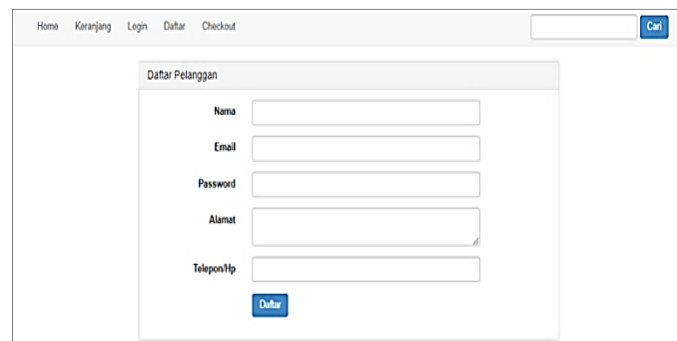 Home Keranjang Login Daftar Checkout Cari
Daftar Pelanggan
Nama
Email
Password
Alamat
Telepon/Hp
Daftar